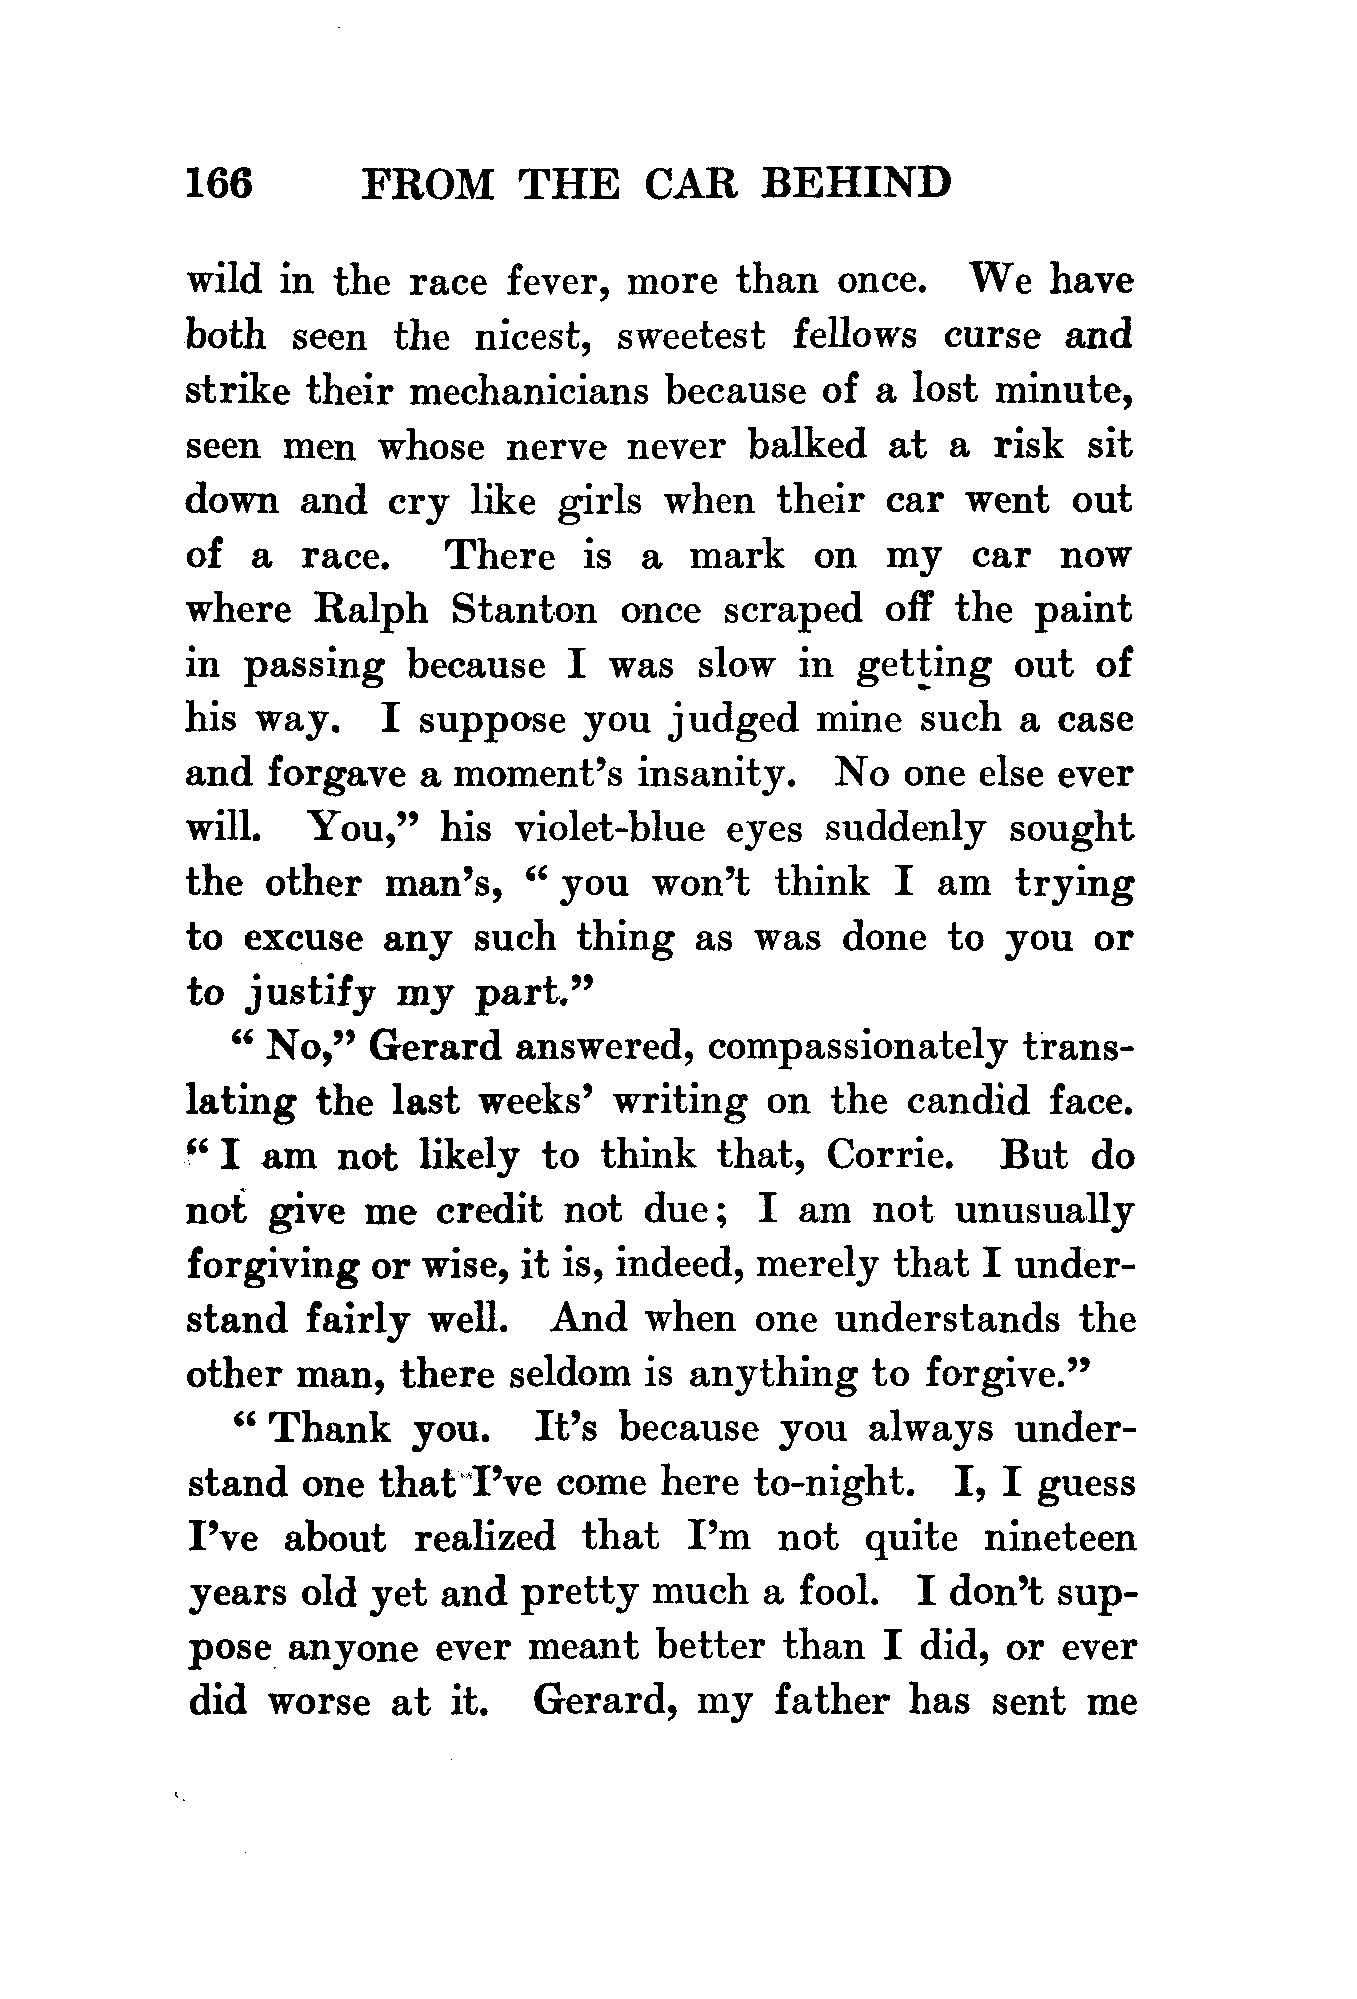 166 FROM THE CAR BEHIND
wild in the race fever, more than once. We have
both seen the nicest, sweetest fellows curse and
strike their mechanicians because of a lost minute,
seen men whose nerve never balked at a risk sit
down and cry like girls when their car went out
of a race. There is a mark on my car now
where Ralph Stanton once scraped off the paint
in passing because I was slow in getting out of
his way. I suppose you judged mine such a case
and forgave a moment's insanity. No one else ever
will. You," his violet-blue eyes suddenly sought
the other man's, "you won't think I am trying
to excuse any such thing as was done to you or
to justify my part."
"No," Gerard answered, compassionately trans-
lating the last weeks' writing on the candid face.
"I am not likely to think that, Corrie. But do
not give me credit not due; I am not unusually
forgiving or wise, it is, indeed, merely that I under-
stand fairly well. And when one understands the
other man, there seldom is anything to forgive."
"Thank you. It's because you always under-
stand one that I've come here to-night. I, I guess
I've about realized that I'm not quite nineteen
years old yet and pretty much a fool. I don't sup-
pose anyone ever meant better than I did, or ever
did worse at it. Gerard, my father has sent me